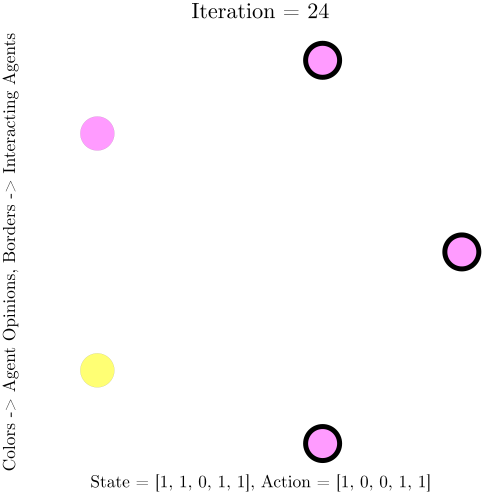 Iteration = 24
Colors -> Agent Opinions, Borders -> Interacting Agents
State = [1, 1, 0, 1, 1], Action = [1, 0, 0, 1, 1]